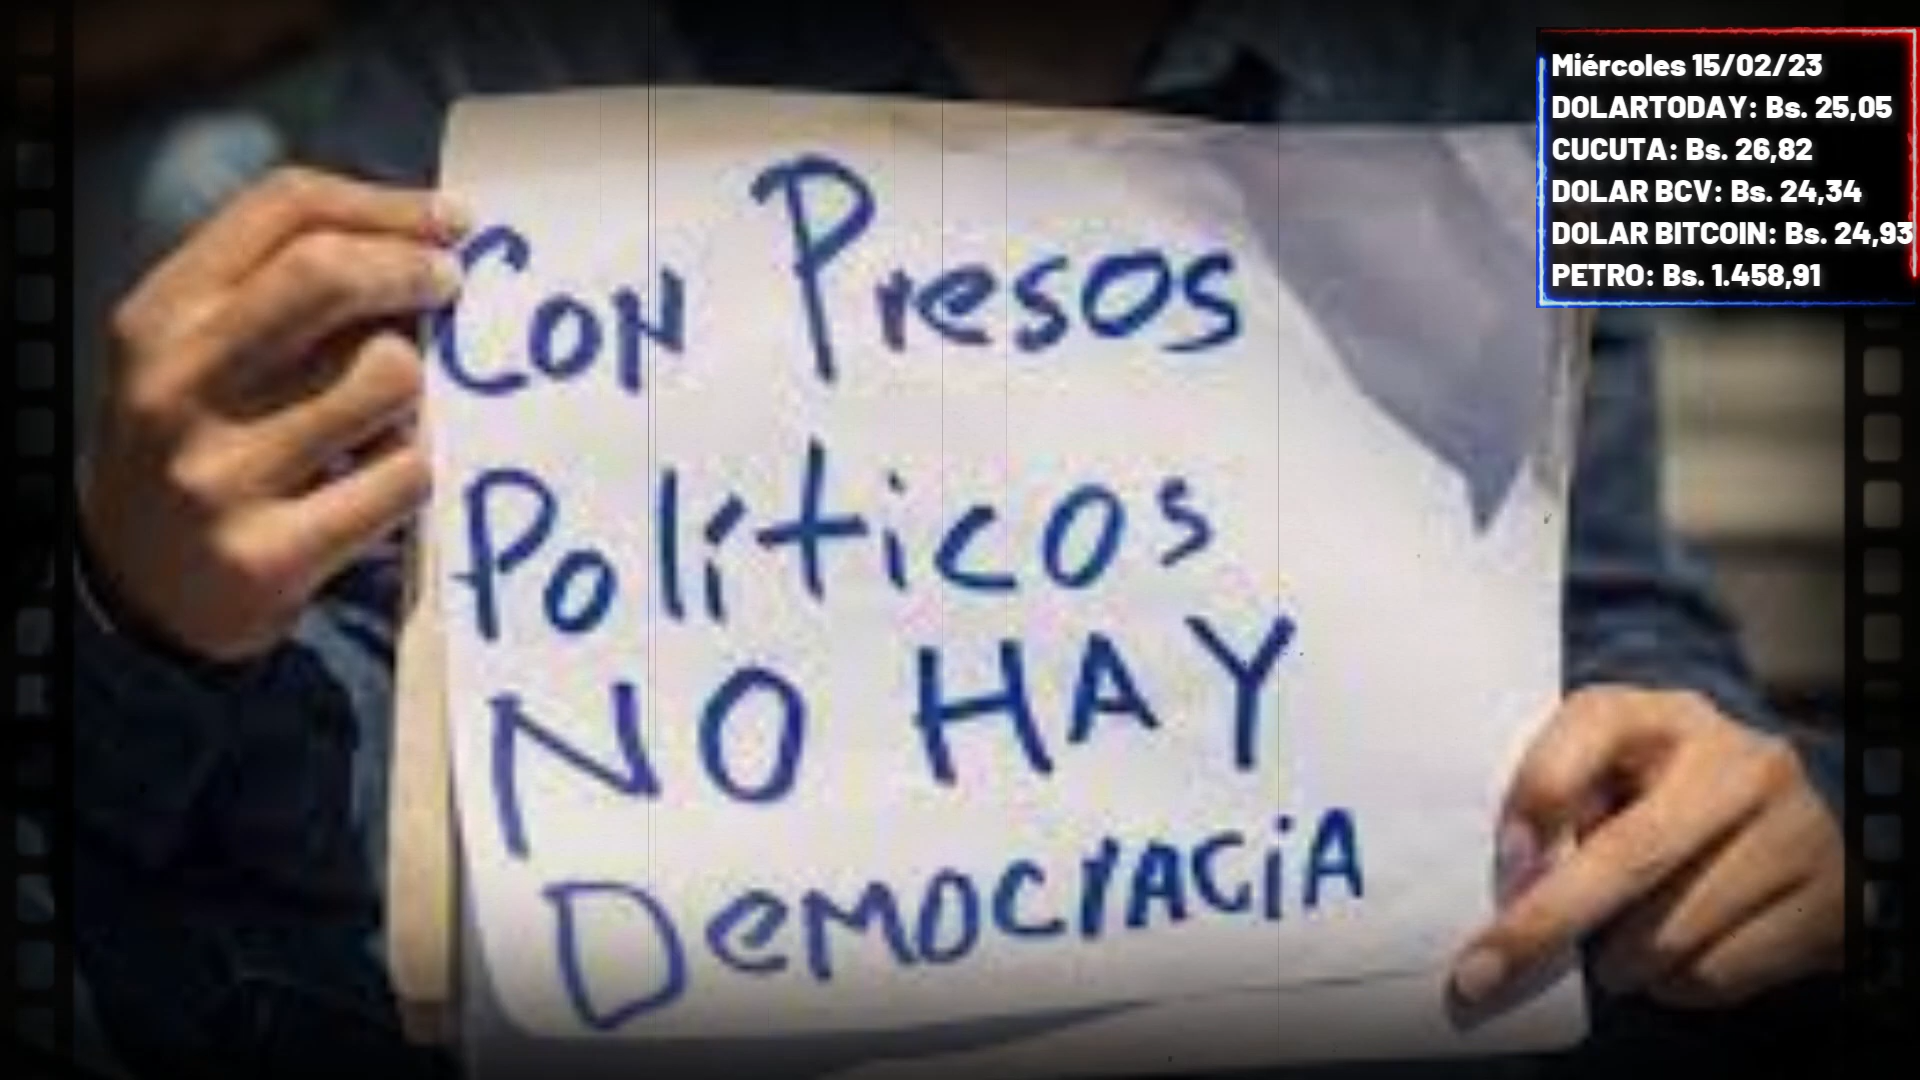 Miércoles 15/02/23
DOLARTODAY: Bs. 25,05
CUCUTA: Bs. 26,82
DOLAR BCV: Bs. 24,34
DOLAR BITCOIN: Bs. 24,93
PETRO: Bs. 1.458,91
Con Presos
Políticos
NO HAY
DeMOCrACiA